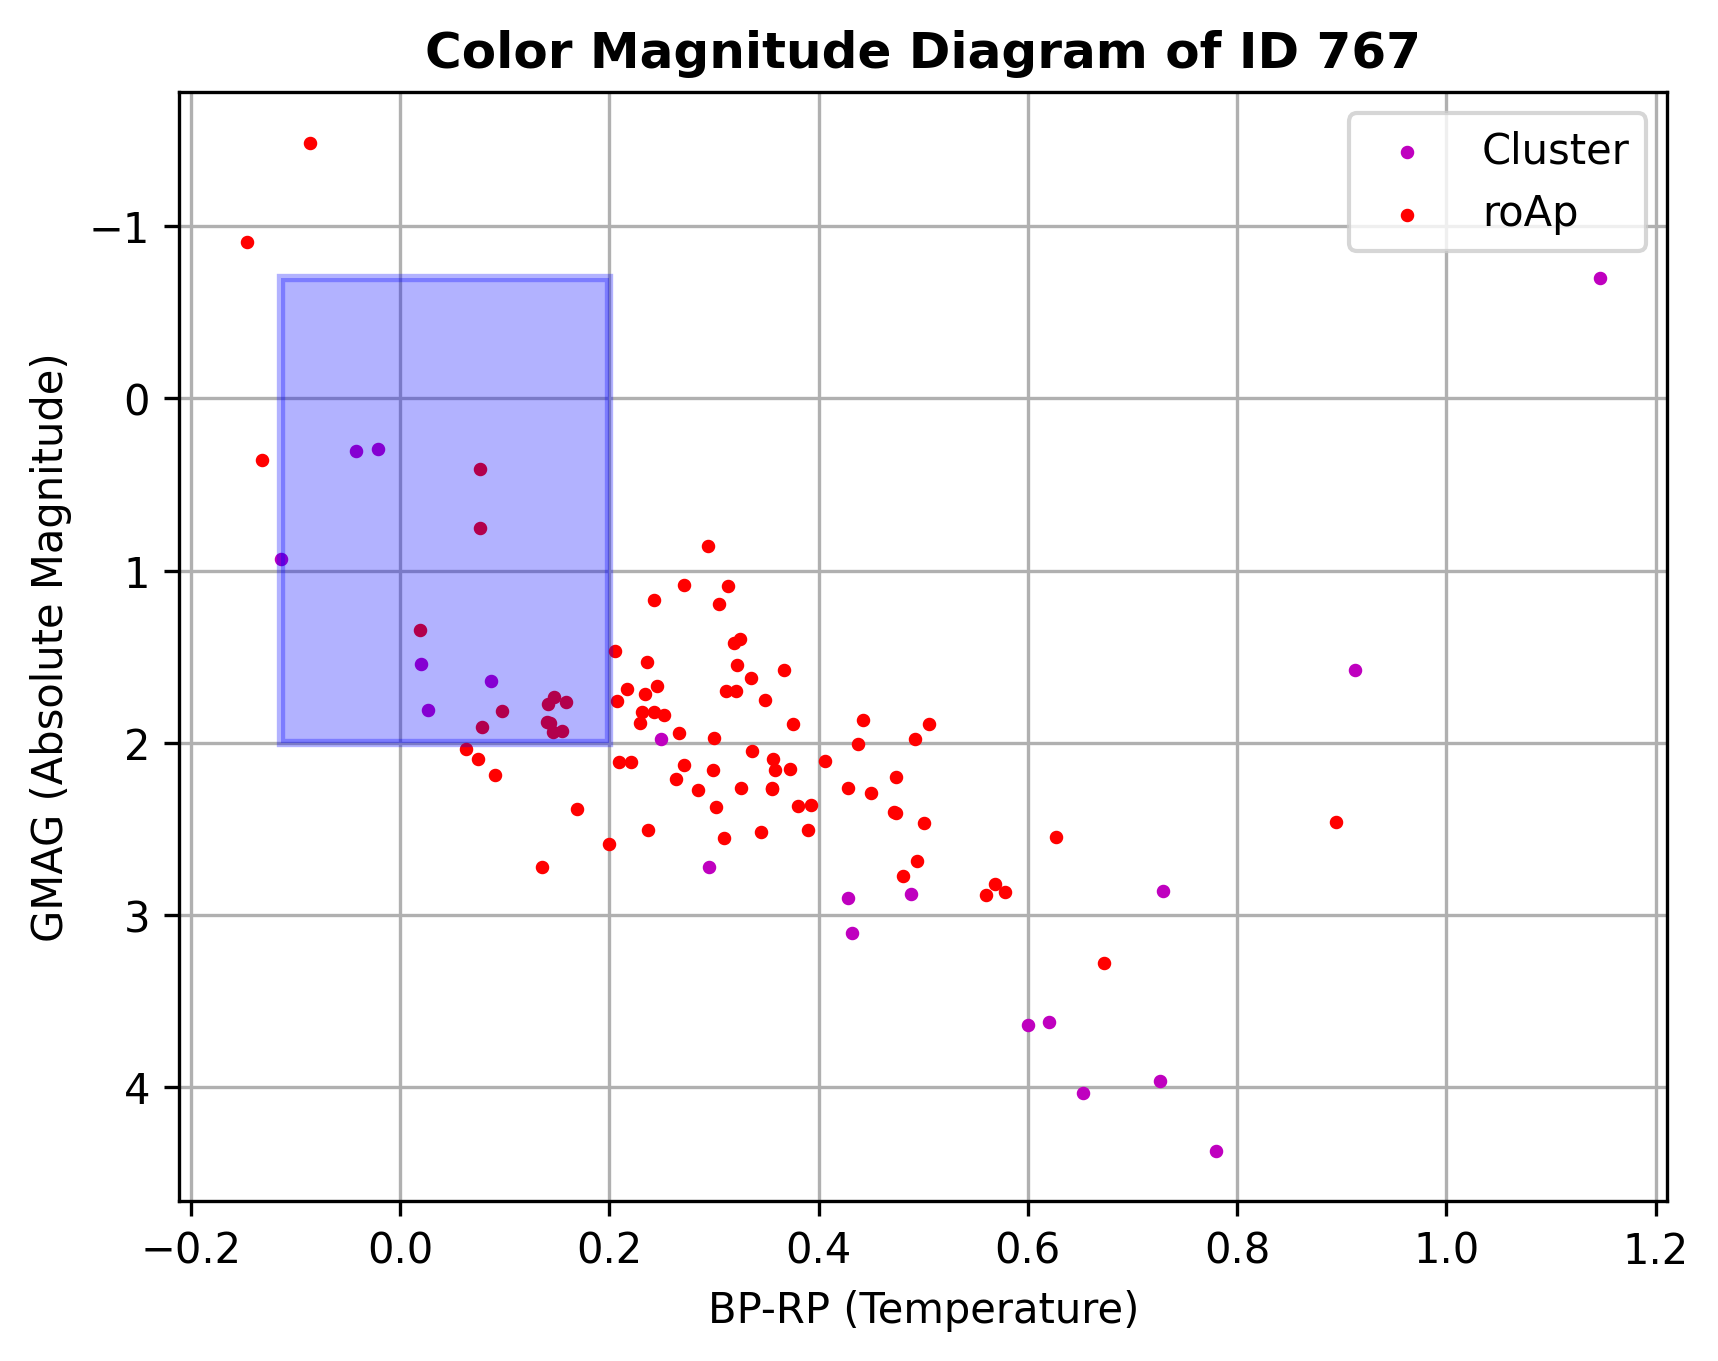 Color Magnitude Diagram of ID 767
Cluster
roAp
GMAG (Absolute Magnitude)
−1
0
1
2
3
4
−0.2 0.0 0.2 0.4 0.6 0.8 1.0 1.2
BP-RP (Temperature)